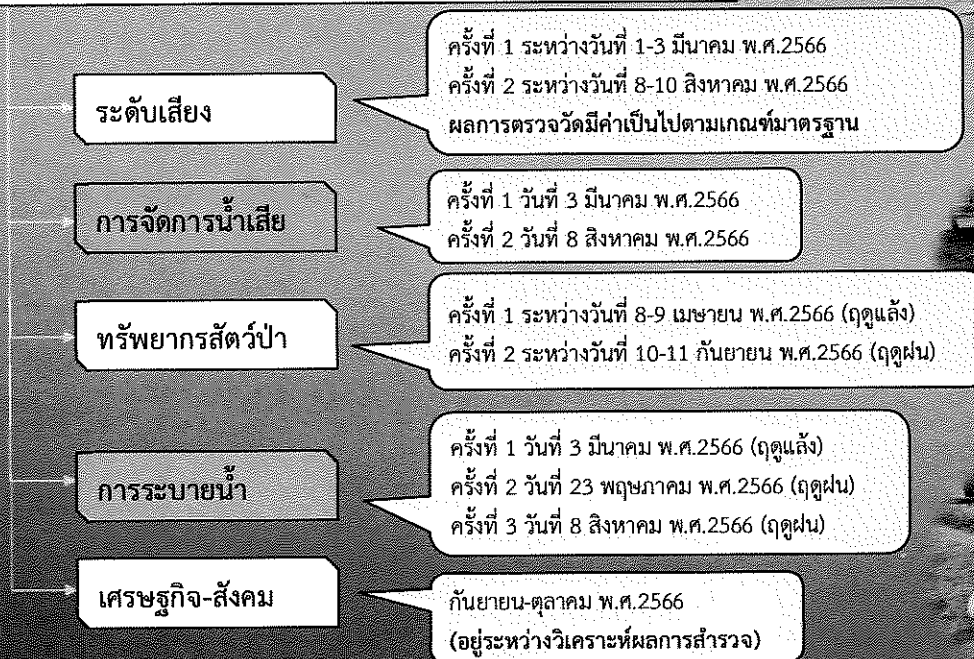 ระดับเสียง
ครั้งที่ 1 ระหว่างวันที่ 1-3 มีนาคม พ.ศ.2566
ครั้งที่ 2 ระหว่างวันที่ 8-10 สิงหาคม พ.ศ.2566
ผลการตรวจวัดมีค่าเป็นไปตามเกณฑ์มาตรฐาน
การจัดการน้ำเสีย
ครั้งที่ 1 วันที่ 3 มีนาคม พ.ศ.2566
ครั้งที่ 2 วันที่ 8 สิงหาคม พ.ศ.2566
ทรัพยากรสัตว์ป่า
ครั้งที่ 1 ระหว่างวันที่ 8-9 เมษายน พ.ศ.2566 (ฤดูแล้ง)
ครั้งที่ 2 ระหว่างวันที่ 10-11 กันยายน พ.ศ.2566 (ฤดูฝน)
การระบายน้ำ
ครั้งที่ 1 วันที่ 3 มีนาคม พ.ศ.2566 (ฤดูแล้ง)
ครั้งที่ 2 วันที่ 23 พฤษภาคม พ.ศ.2566 (ฤดูฝน)
ครั้งที่ 3 วันที่ 8 สิงหาคม พ.ศ.2566 (ฤดูฝน)
เศรษฐกิจ-สังคม
กันยายน-ตุลาคม พ.ศ.2566
(อยู่ระหว่างวิเคราะห์ผลการสำรวจ)